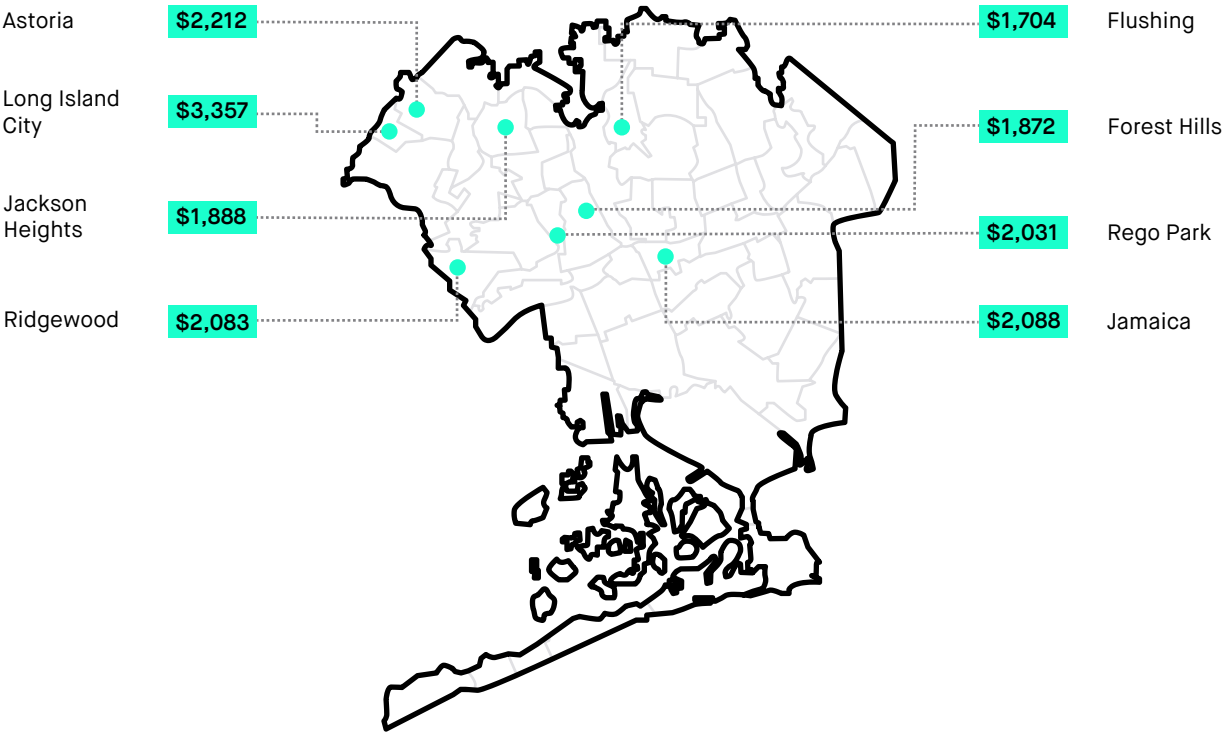 Astoria
$2,212
Long Island
City
$3,357
Jackson
Heights
$1,888
Ridgewood
$2,083
$1,704
Flushing
$1,872
Forest Hills
$2,031
Rego Park
$2,088
Jamaica